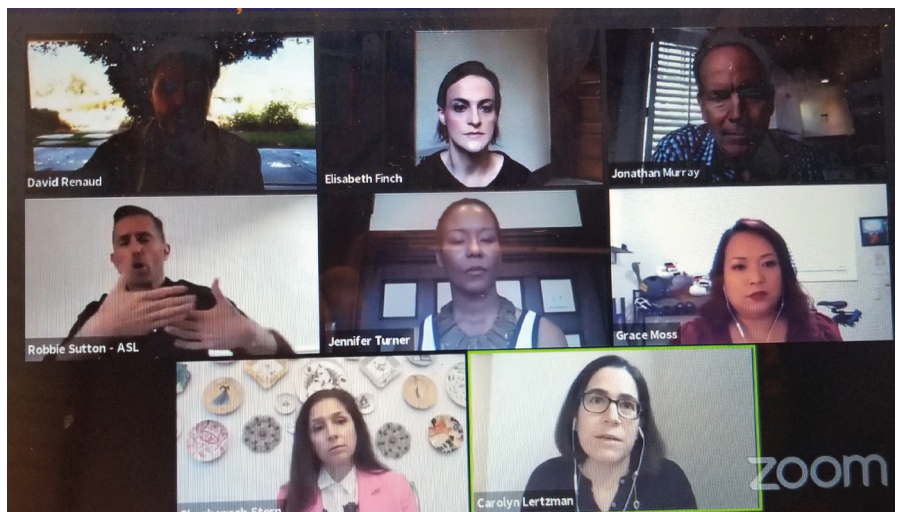 David Renaud
Elisabeth Finch
Jonathan Murray
Robbie Sutton - ASL
Jennifer Turner
Grace Moss
Stern
Carolyn Lertzman
zoom